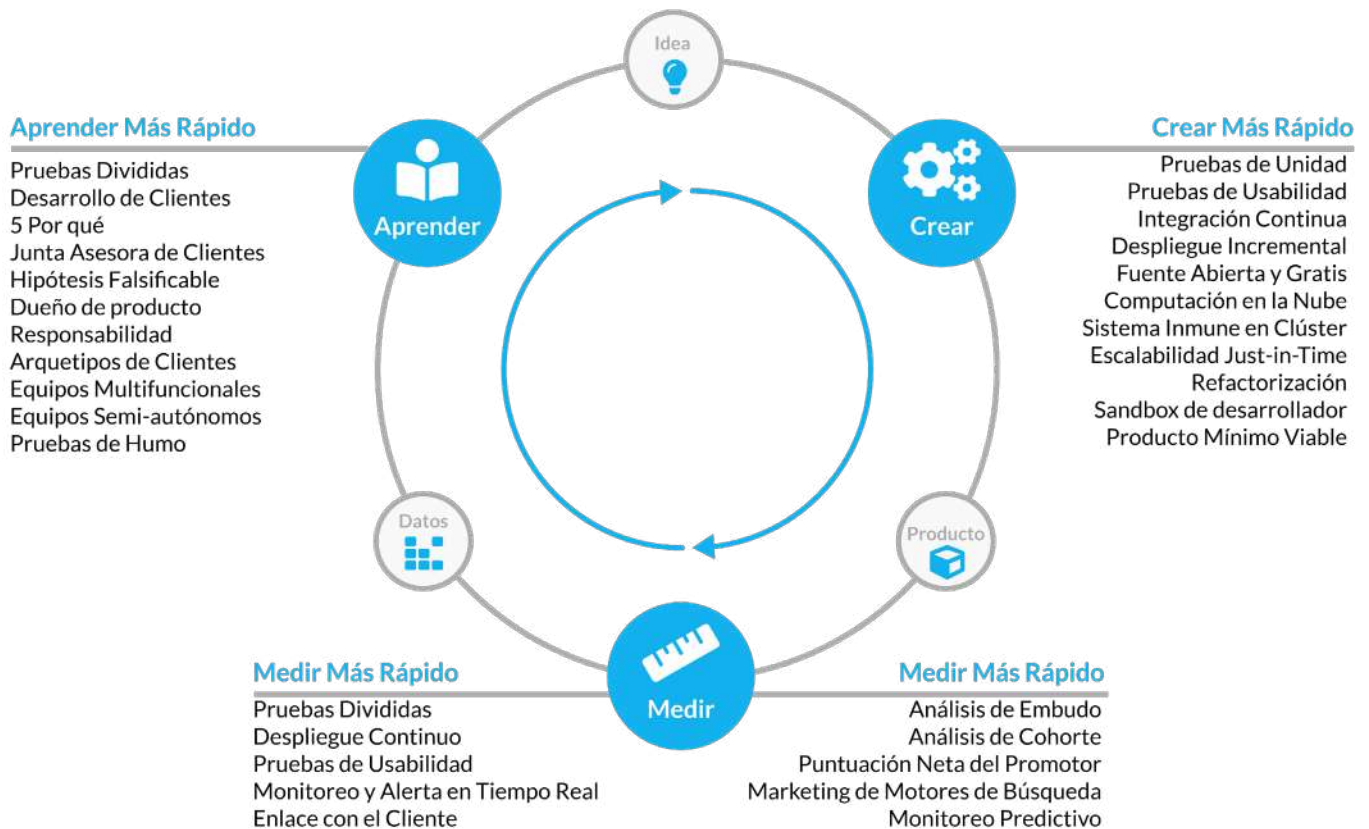 Idea
Aprender Más Rápido
Pruebas Divididas
Desarrollo de Clientes
5 Por qué
Junta Asesora de Clientes
Hipótesis Falsificable
Dueño de producto
Responsabilidad
Arquetipos de Clientes
Equipos Multifuncionales
Equipos Semi-autónomos
Pruebas de Humo
Aprender
Crear
Crear Más Rápido
Pruebas de Unidad
Pruebas de Usabilidad
Integración Continua
Despliegue Incremental
Fuente Abierta y Gratis
Computación en la Nube
Sistema Inmune en Clúster
Escalabilidad Just-in-Time
Refactorización
Sandbox de desarrollador
Producto Mínimo Viable
Datos
Producto
Medir
Medir Más Rápido
Pruebas Divididas
Despliegue Continuo
Pruebas de Usabilidad
Monitoreo y Alerta en Tiempo Real
Enlace con el Cliente
Medir Más Rápido
Análisis de Embudo
Análisis de Cohorte
Puntuación Neta del Promotor
Marketing de Motores de Búsqueda
Monitoreo Predictivo